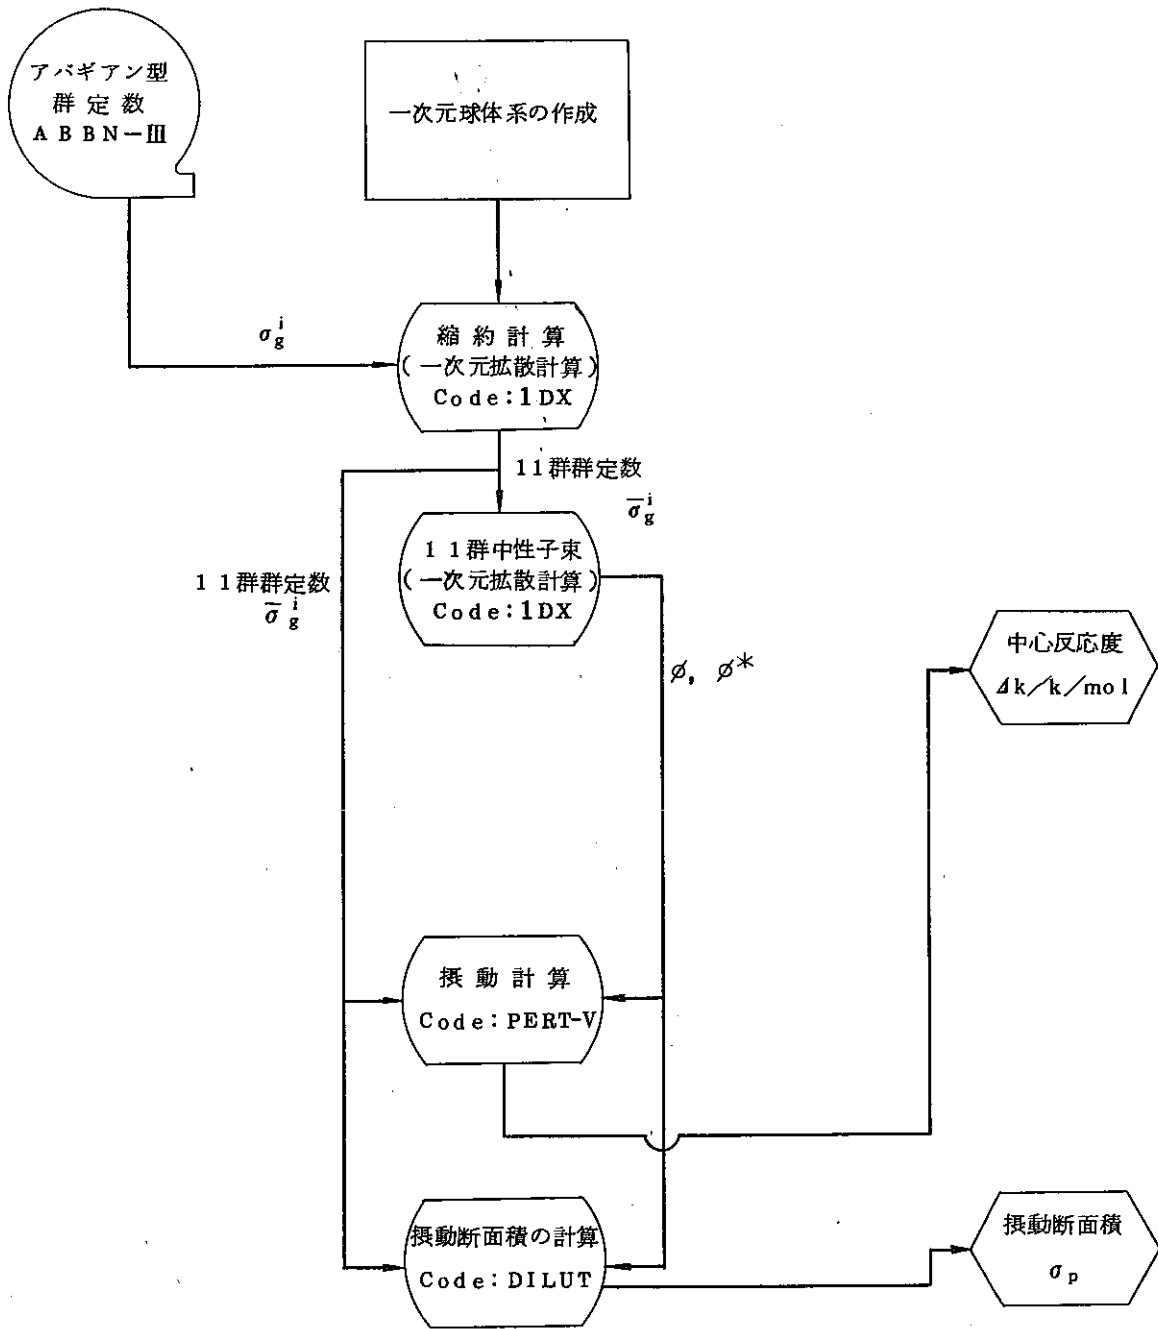 アバギアン型
群定数
ABBN-Ⅲ
一次元球体系の作成
σ_g^i
縮約計算
(一次元拡散計算)
Code:1DX
11群群定数
σ̅_g^i
11群中性子束
(一次元拡散計算)
Code:1DX
11群群定数
σ̅_g^i
ø, ø*
中心反応度
Δk/k/mol
摂動計算
Code:PERT-V
摂動断面積の計算
Code:DILUT
摂動断面積
σ_p